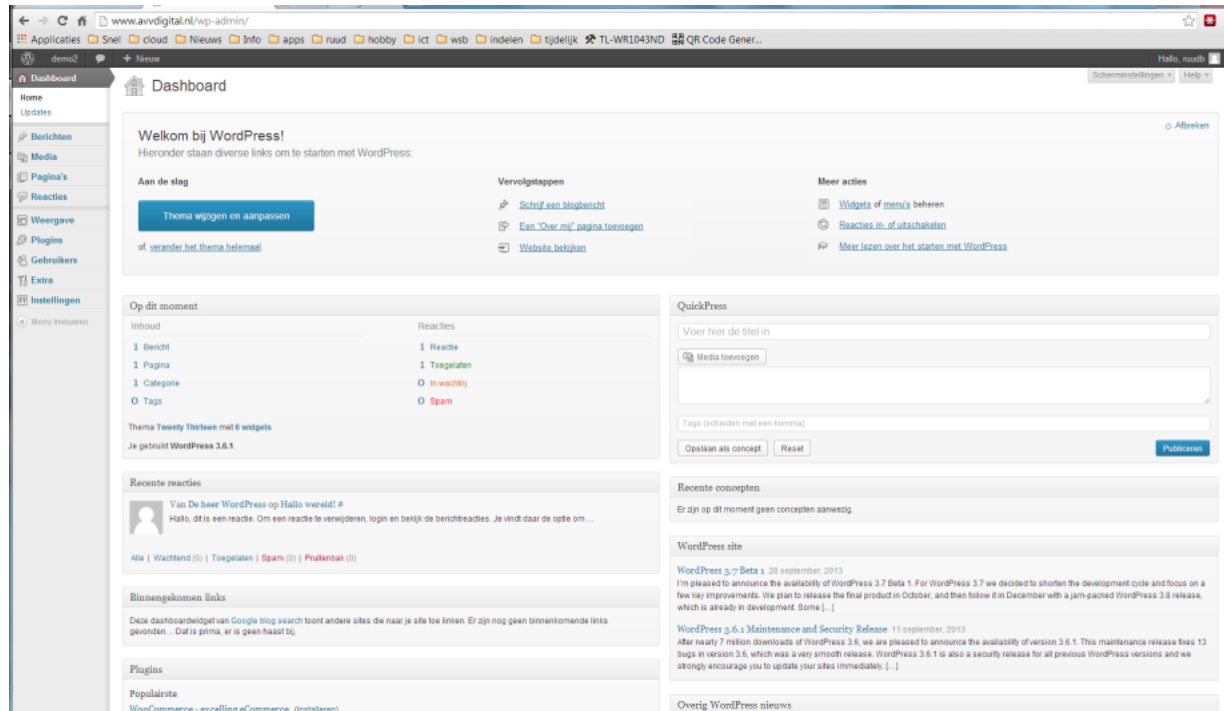 www.avvdigital.nl/wp-admin/
Applicaties Snel cloud Nieuws Info apps ruud hobby ict wsb indelen tijdelijk TL-WR1043ND QR Code Gener...
demo2 + Nieuw Hallo, ruudb
Dashboard
Home
Updates
Berichten
Media
Pagina's
Reacties
Weergave
Plugins
Gebruikers
Extra
Instellingen
Menu invouwen
Scherminstellingen Help
Dashboard
Afbreken
Welkom bij WordPress!
Hieronder staan diverse links om te starten met WordPress:
Aan de slag
Thema wijzigen en aanpassen
of, verander het thema helemaal.
Vervolgstappen
Schrijf een blogbericht
Een "Over mij" pagina toevoegen
Website bekijken
Meer acties
Widgets of menu's beheren
Reacties in- of uitschakelen
Meer lezen over het starten met WordPress
Op dit moment
Inhoud Reacties
1 Bericht 1 Reactie
1 Pagina 1 Toegelaten
1 Categorie 0 In wachtrij
0 Tags 0 Spam
Thema Twenty Thirteen met 6 widgets
Je gebruikt WordPress 3.6.1.
Recente reacties
Van De heer WordPress op Hallo wereld! #
Hallo, dit is een reactie. Om een reactie te verwijderen, login en bekijk de berichtreacties. Je vindt daar de optie om ...
Alle | Wachtend (0) | Toegelaten | Spam (0) | Prullenbak (0)
Binnengekomen links
Deze dashboardwidget van Google blog search toont andere sites die naar je site toe linken. Er zijn nog geen binnenkomende links
gevonden... Dat is prima, er is geen haast bij.
Plugins
Populairste
WooCommerce - excelling eCommerce (Installeren)
QuickPress
Voer hier de titel in
Media toevoegen
Tags (scheiden met een komma)
Opslaan als concept Reset Publiceren
Recente concepten
Er zijn op dit moment geen concepten aanwezig.
WordPress site
WordPress 3.7 Beta 1 28 september, 2013
I'm pleased to announce the availability of WordPress 3.7 Beta 1. For WordPress 3.7 we decided to shorten the development cycle and focus on a
few key improvements. We plan to release the final product in October, and then follow it in December with a jam-packed WordPress 3.8 release,
which is already in development. Some [...]
WordPress 3.6.1 Maintenance and Security Release 11 september, 2013
After nearly 7 million downloads of WordPress 3.6, we are pleased to announce the availability of version 3.6.1. This maintenance release fixes 13
bugs in version 3.6, which was a very smooth release. WordPress 3.6.1 is also a security release for all previous WordPress versions and we
strongly encourage you to update your sites immediately. [...]
Overig WordPress nieuws